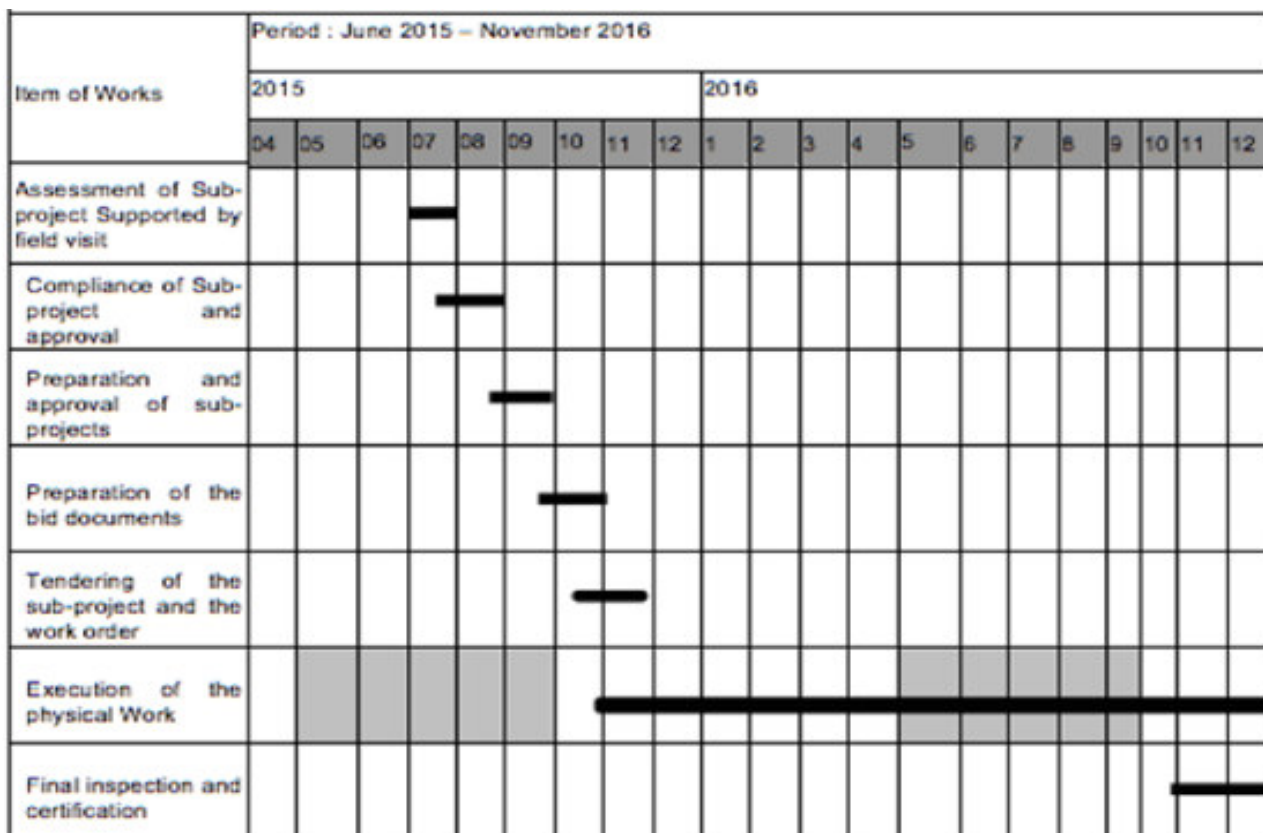 Period : June 2015 – November 2016
Item of Works
2015
2016
04 05 06 07 08 09 10 11 12 1 2 3 4 5 6 7 8 9 10 11 12
Assessment of Sub-
project Supported by
field visit
Compliance of Sub-
project and
approval
Preparation and
approval of sub-
projects
Preparation of the
bid documents
Tendering of the
sub-project and the
work order
Execution of the
physical Work
Final inspection and
certification